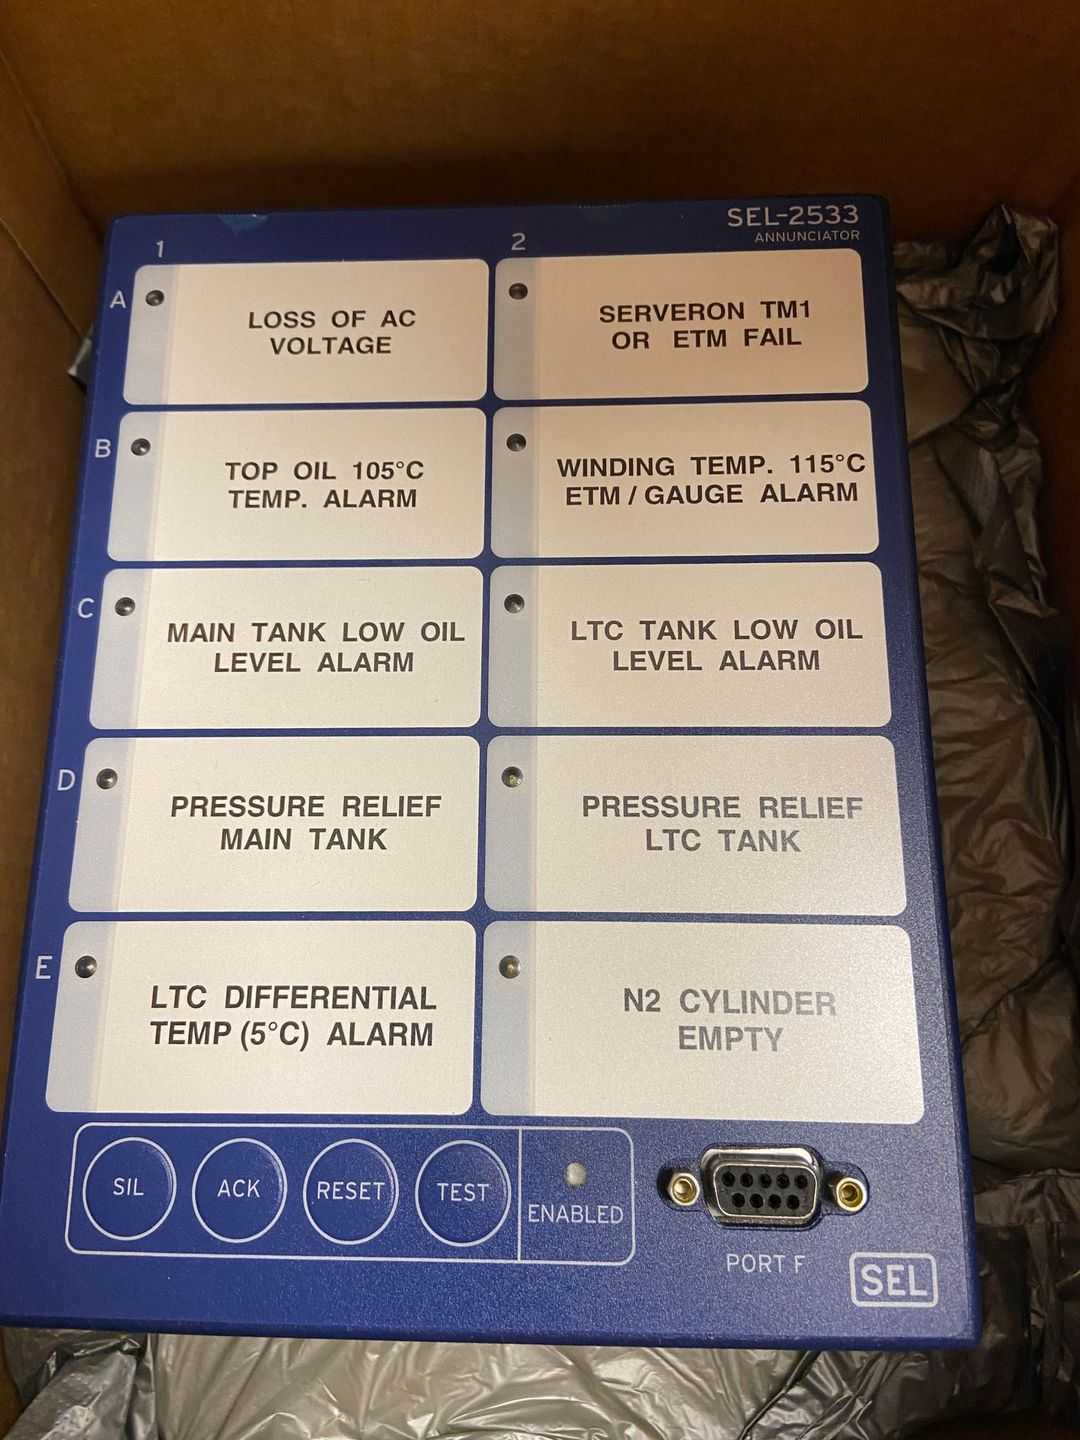 SEL-2533
ANNUNCIATOR
1 2
A
LOSS OF AC
VOLTAGE
SERVERON TM1
OR ETM FAIL
B
TOP OIL 105°C
TEMP. ALARM
WINDING TEMP. 115°C
ETM / GAUGE ALARM
C
MAIN TANK LOW OIL
LEVEL ALARM
LTC TANK LOW OIL
LEVEL ALARM
D
PRESSURE RELIEF
MAIN TANK
PRESSURE RELIEF
LTC TANK
E
LTC DIFFERENTIAL
TEMP (5°C) ALARM
N2 CYLINDER
EMPTY
SIL ACK RESET TEST
ENABLED
PORT F
SEL